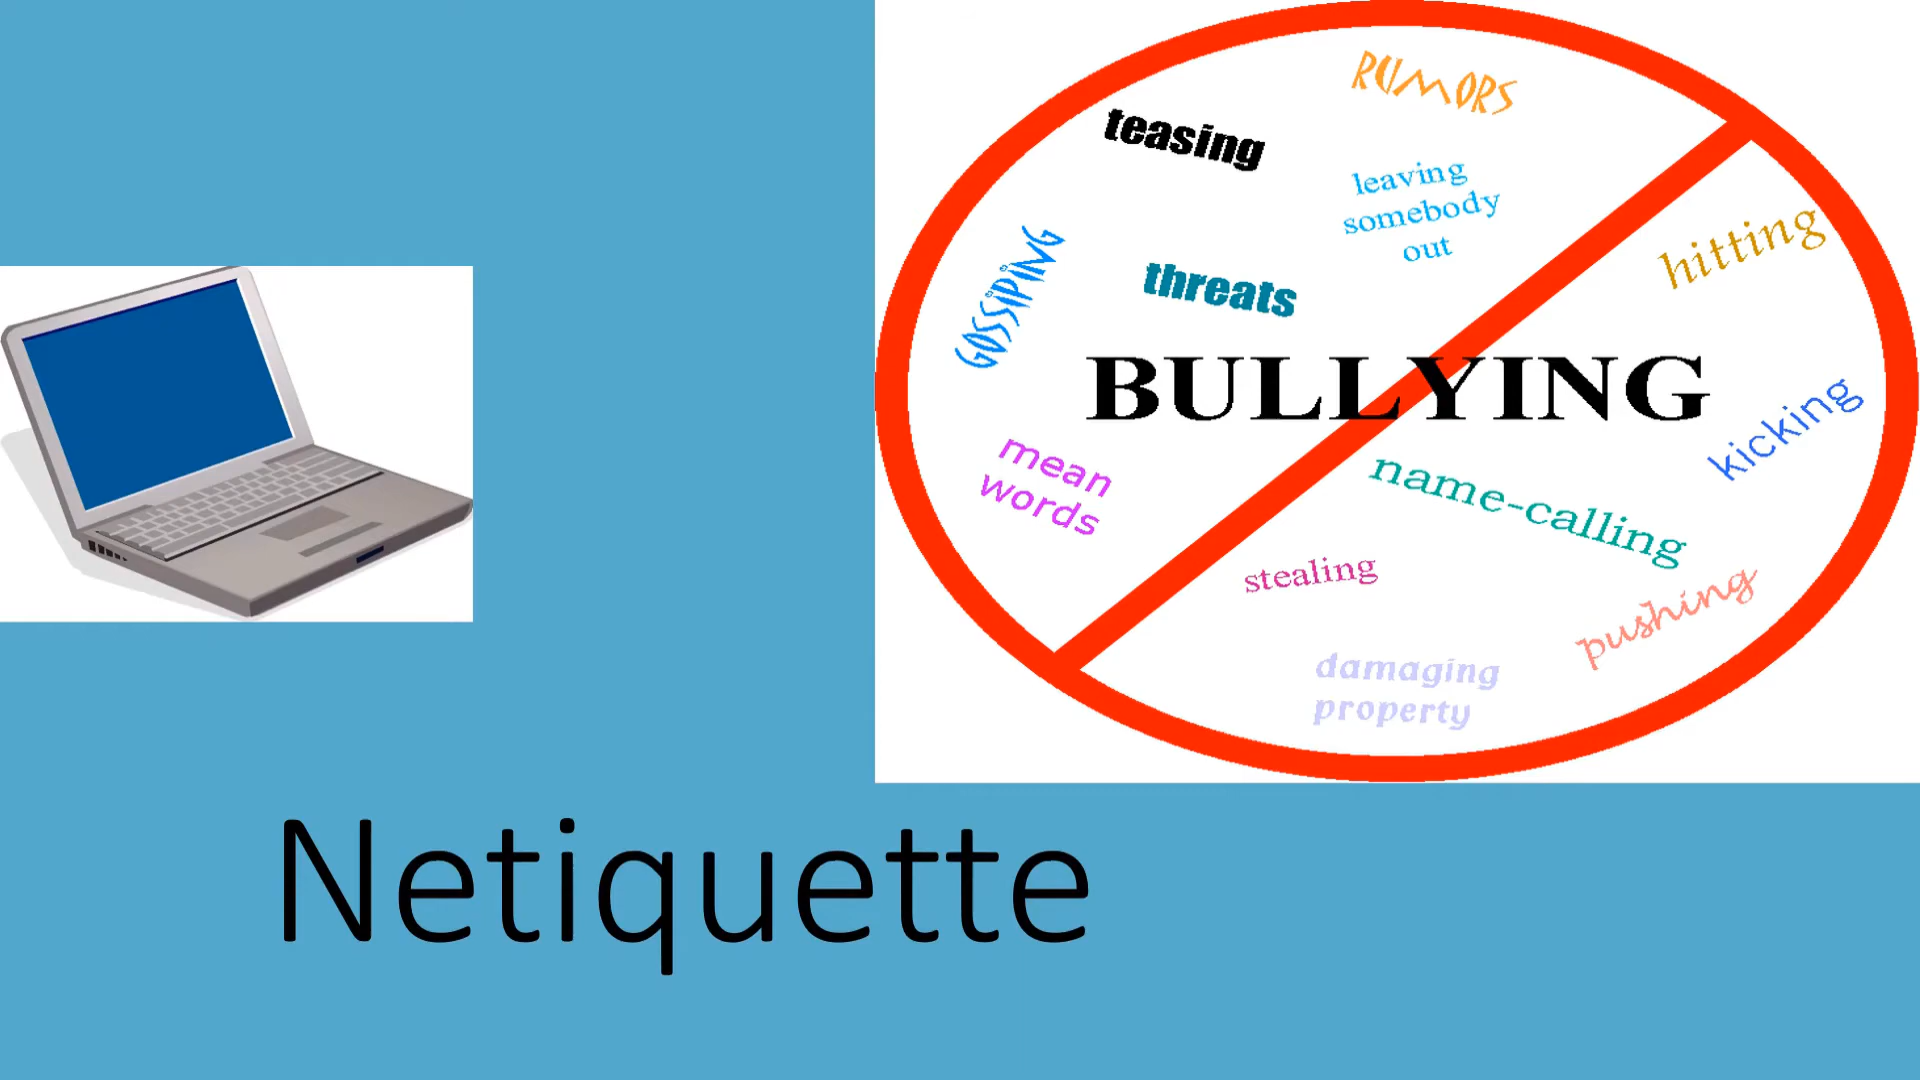 RUMORS
teasing
leaving
somebody
out
hitting
GOSSIPING
threats
BULLYING
kicking
mean
words
name-calling
stealing
pushing
damaging
property
Netiquette